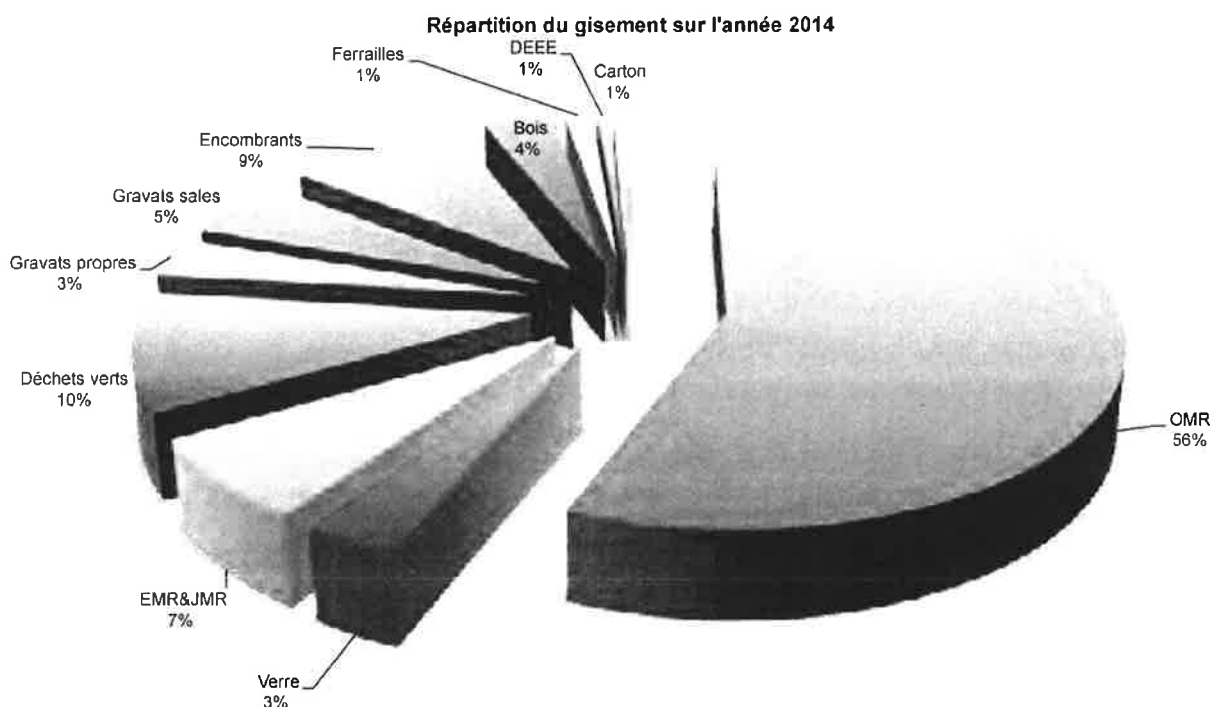 Répartition du gisement sur l'année 2014
DEEE
1%
Ferrailles
1%
Carton
1%
Bois
4%
Encombrants
9%
Gravats sales
5%
Gravats propres
3%
Déchets verts
10%
OMR
56%
EMR&JMR
7%
Verre
3%